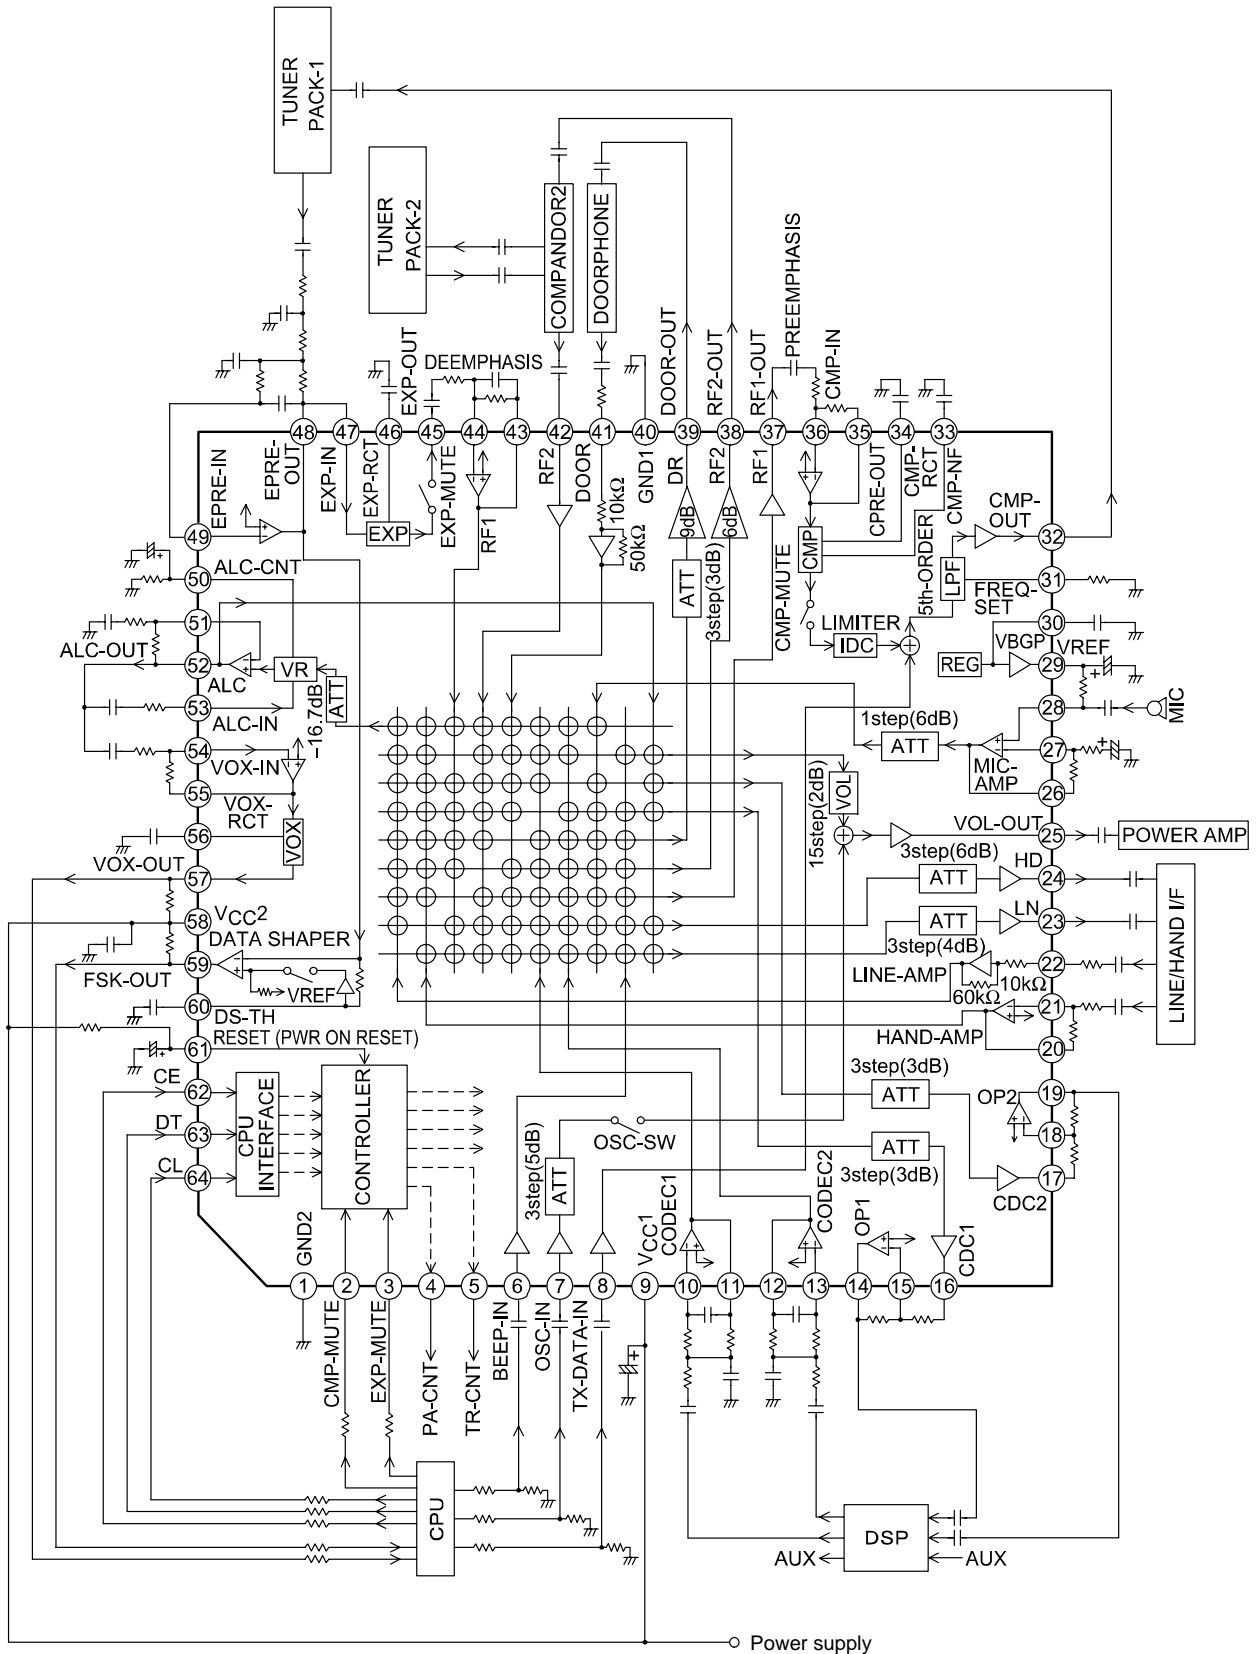 TUNER
PACK-1
TUNER
PACK-2
COMPANDOR2
DOORPHONE
DEEMPHASIS
EXP-OUT
DOOR-OUT
RF2-OUT
RF1-OUT
PREEMPHASIS
CMP-IN
48
47
46
45
44
43
42
41
40
39
38
37
36
35
34
33
EPRE-IN
EPRE-
OUT
EXP-IN
EXP-RCT
EXP-MUTE
RF1
RF2
DOOR
GND1
DR
RF2
RF1
CPRE-OUT
CMP-
RCT
CMP-NF
CMP-
OUT
EXP
10kΩ
50kΩ
9dB
6dB
ATT
3step(3dB)
CMP-MUTE
CMP
5th-ORDER
LPF
LIMITER
IDC
FREQ-
SET
VBGP
VREF
REG
49
50
51
52
53
54
55
56
57
58
59
60
61
62
63
64
32
31
30
29
28
27
26
25
24
23
22
21
20
19
18
17
ALC-CNT
ALC-OUT
ALC
VR
ATT
-16.7dB
ALC-IN
VOX-IN
VOX-
RCT
VOX
VOX-OUT
VCC2
DATA SHAPER
FSK-OUT
VREF
DS-TH
RESET (PWR ON RESET)
MIC
1step(6dB)
ATT
MIC-
AMP
15step(2dB)
VOL
VOL-OUT
POWER AMP
3step(6dB)
ATT
HD
ATT
LN
3step(4dB)
LINE-AMP
10kΩ
60kΩ
HAND-AMP
LINE/HAND I/F
CE
DT
CL
CPU
INTERFACE
CONTROLLER
3step(5dB)
ATT
OSC-SW
3step(3dB)
ATT
ATT
3step(3dB)
OP2
CDC2
CDC1
OP1
CODEC2
CODEC1
VCC1
GND2
1
2
3
4
5
6
7
8
9
10
11
12
13
14
15
16
CMP-MUTE
EXP-MUTE
PA-CNT
TR-CNT
BEEP-IN
OSC-IN
TX-DATA-IN
CPU
DSP
AUX
AUX
Power supply